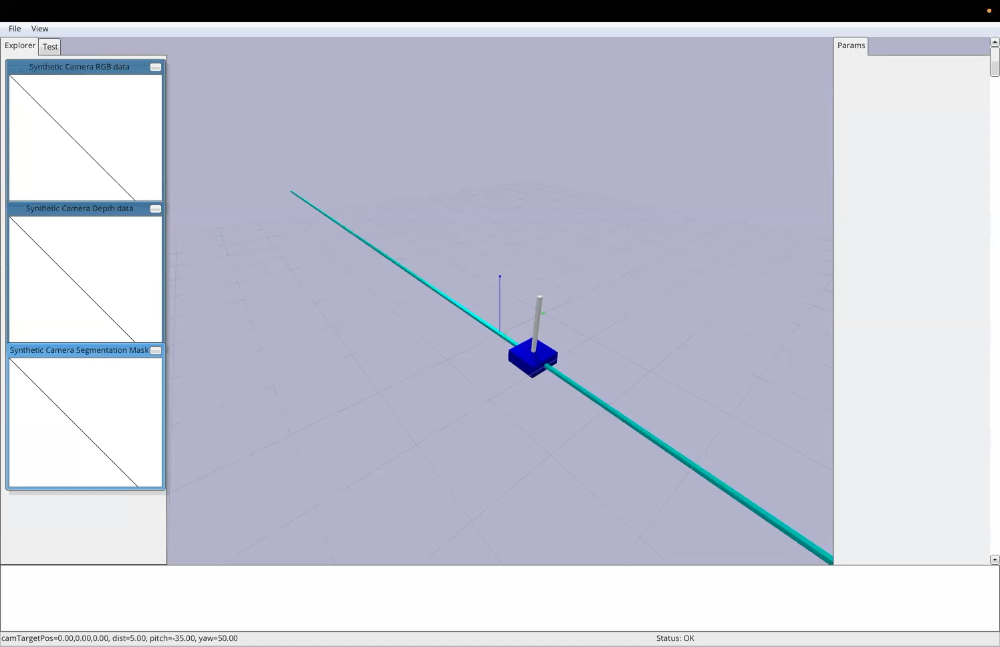 File View
Explorer Test
Params
Synthetic Camera RGB data
Synthetic Camera Depth data
Synthetic Camera Segmentation Mask
camTargetPos=0.00,0.00,0.00, dist=5.00, pitch=-35.00, yaw=50.00
Status: OK